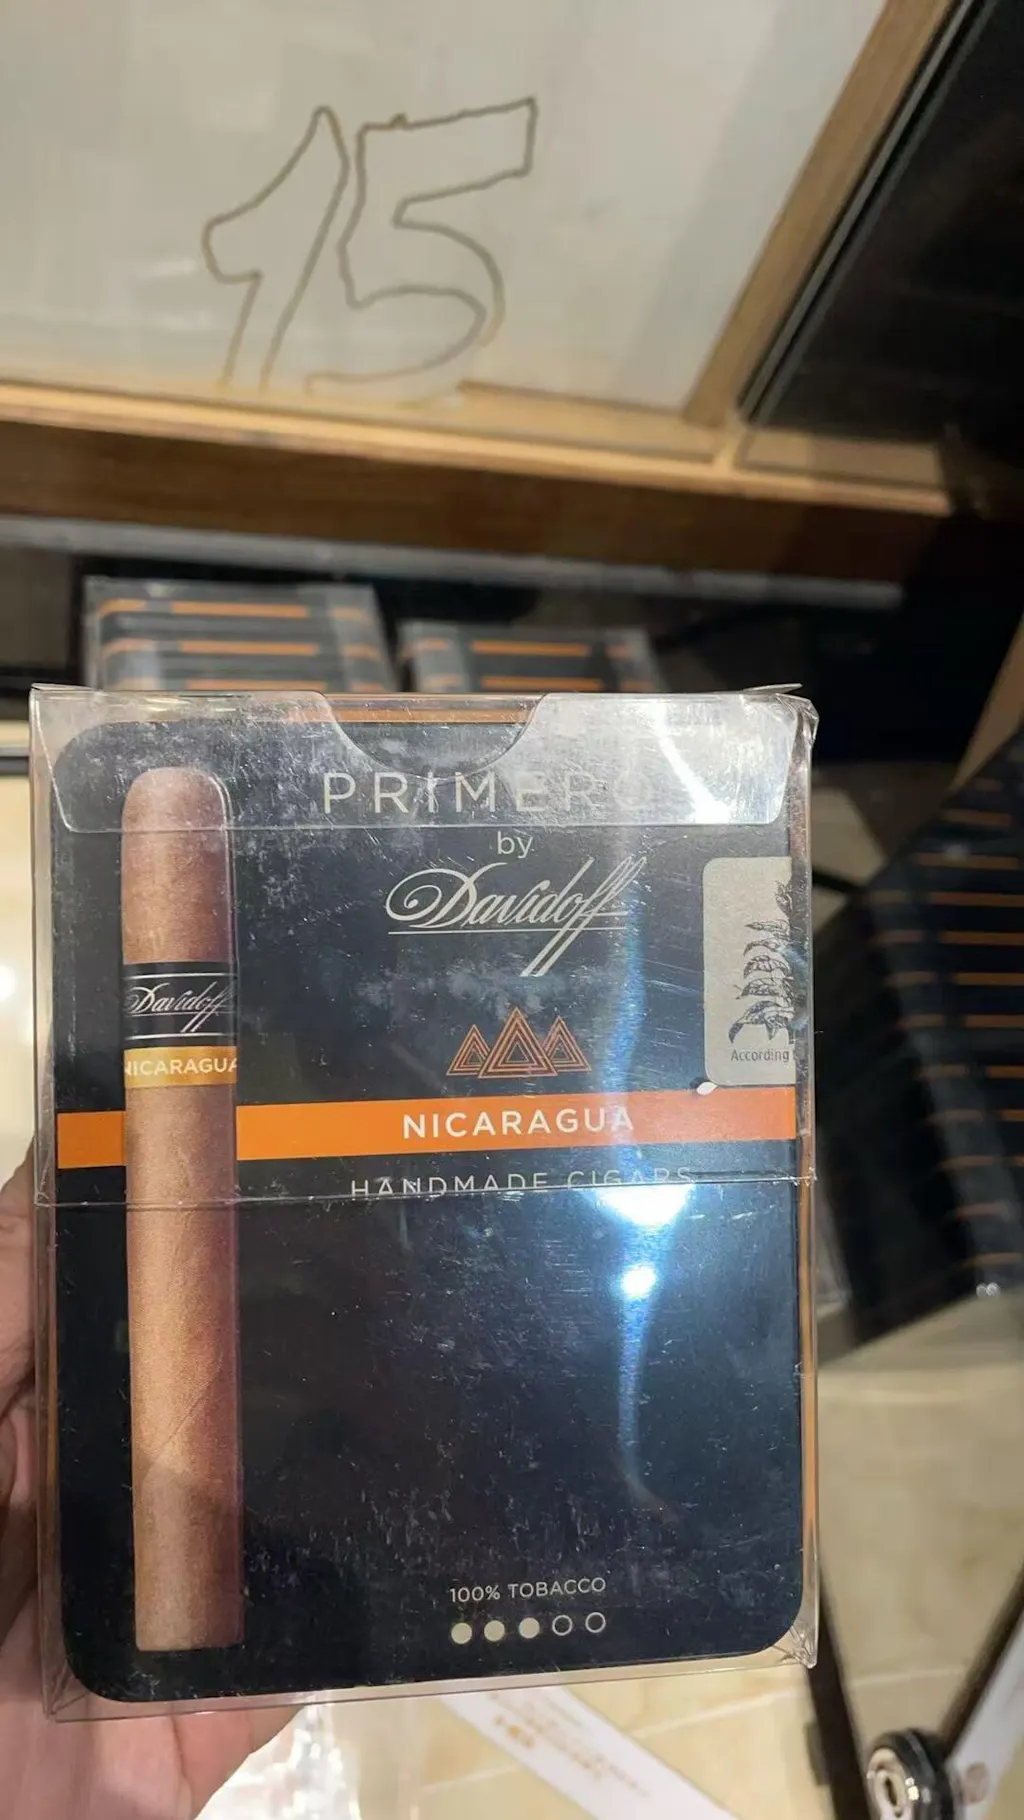 15
PRIMERO
by
Davidoff
Davidoff
NICARAGUA
According
NICARAGUA
HANDMADE CIGARS
100% TOBACCO